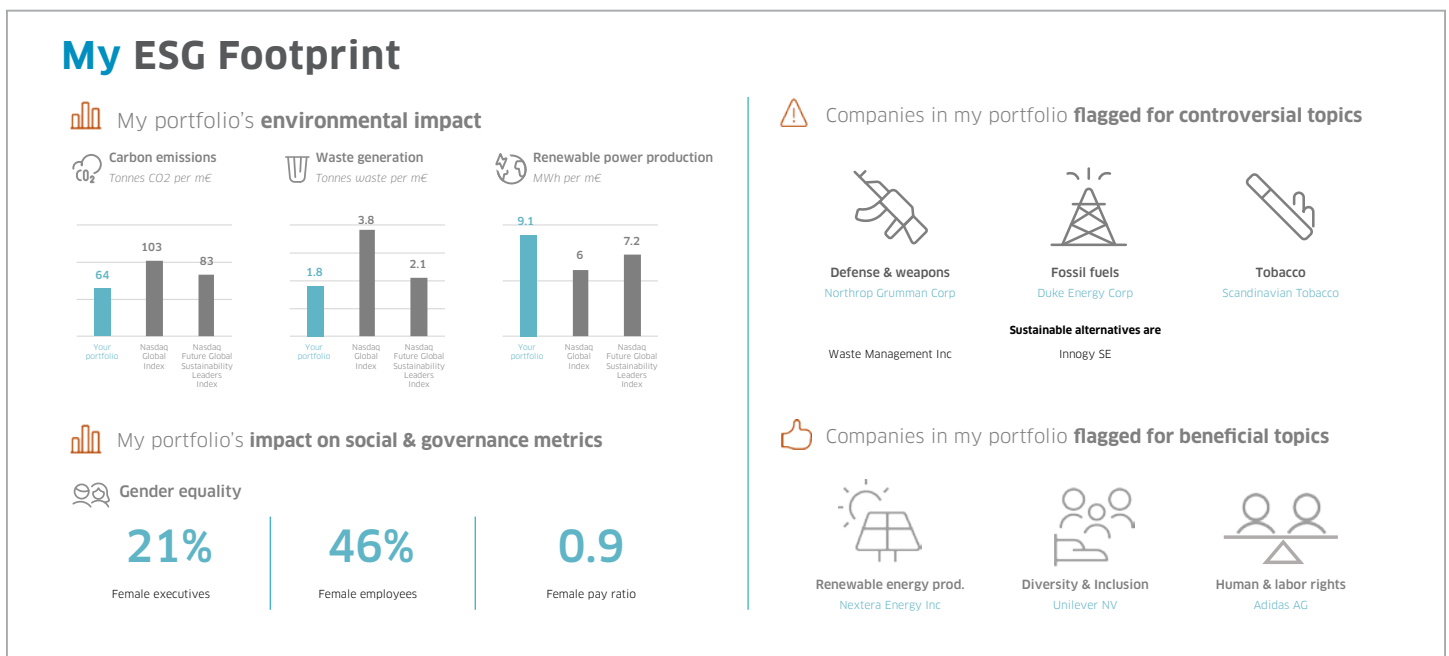 My ESG Footprint
My portfolio's environmental impact
Carbon emissions
Tonnes CO2 per m€
CO2
64
103
83
Your
portfolio
Nasdaq
Global
Index
Nasdaq
Future Global
Sustainability
Leaders
Index
Waste generation
Tonnes waste per m€
1.8
3.8
2.1
Your
portfolio
Nasdaq
Global
Index
Nasdaq
Future Global
Sustainability
Leaders
Index
Renewable power production
MWh per m€
9.1
6
7.2
Your
portfolio
Nasdaq
Global
Index
Nasdaq
Future Global
Sustainability
Leaders
Index
My portfolio's impact on social & governance metrics
Gender equality
21%
Female executives
46%
Female employees
0.9
Female pay ratio
Companies in my portfolio flagged for controversial topics
Defense & weapons
Northrop Grumman Corp
Fossil fuels
Duke Energy Corp
Tobacco
Scandinavian Tobacco
Sustainable alternatives are
Waste Management Inc
Innogy SE
Companies in my portfolio flagged for beneficial topics
Renewable energy prod.
Nextera Energy Inc
Diversity & Inclusion
Unilever NV
Human & labor rights
Adidas AG